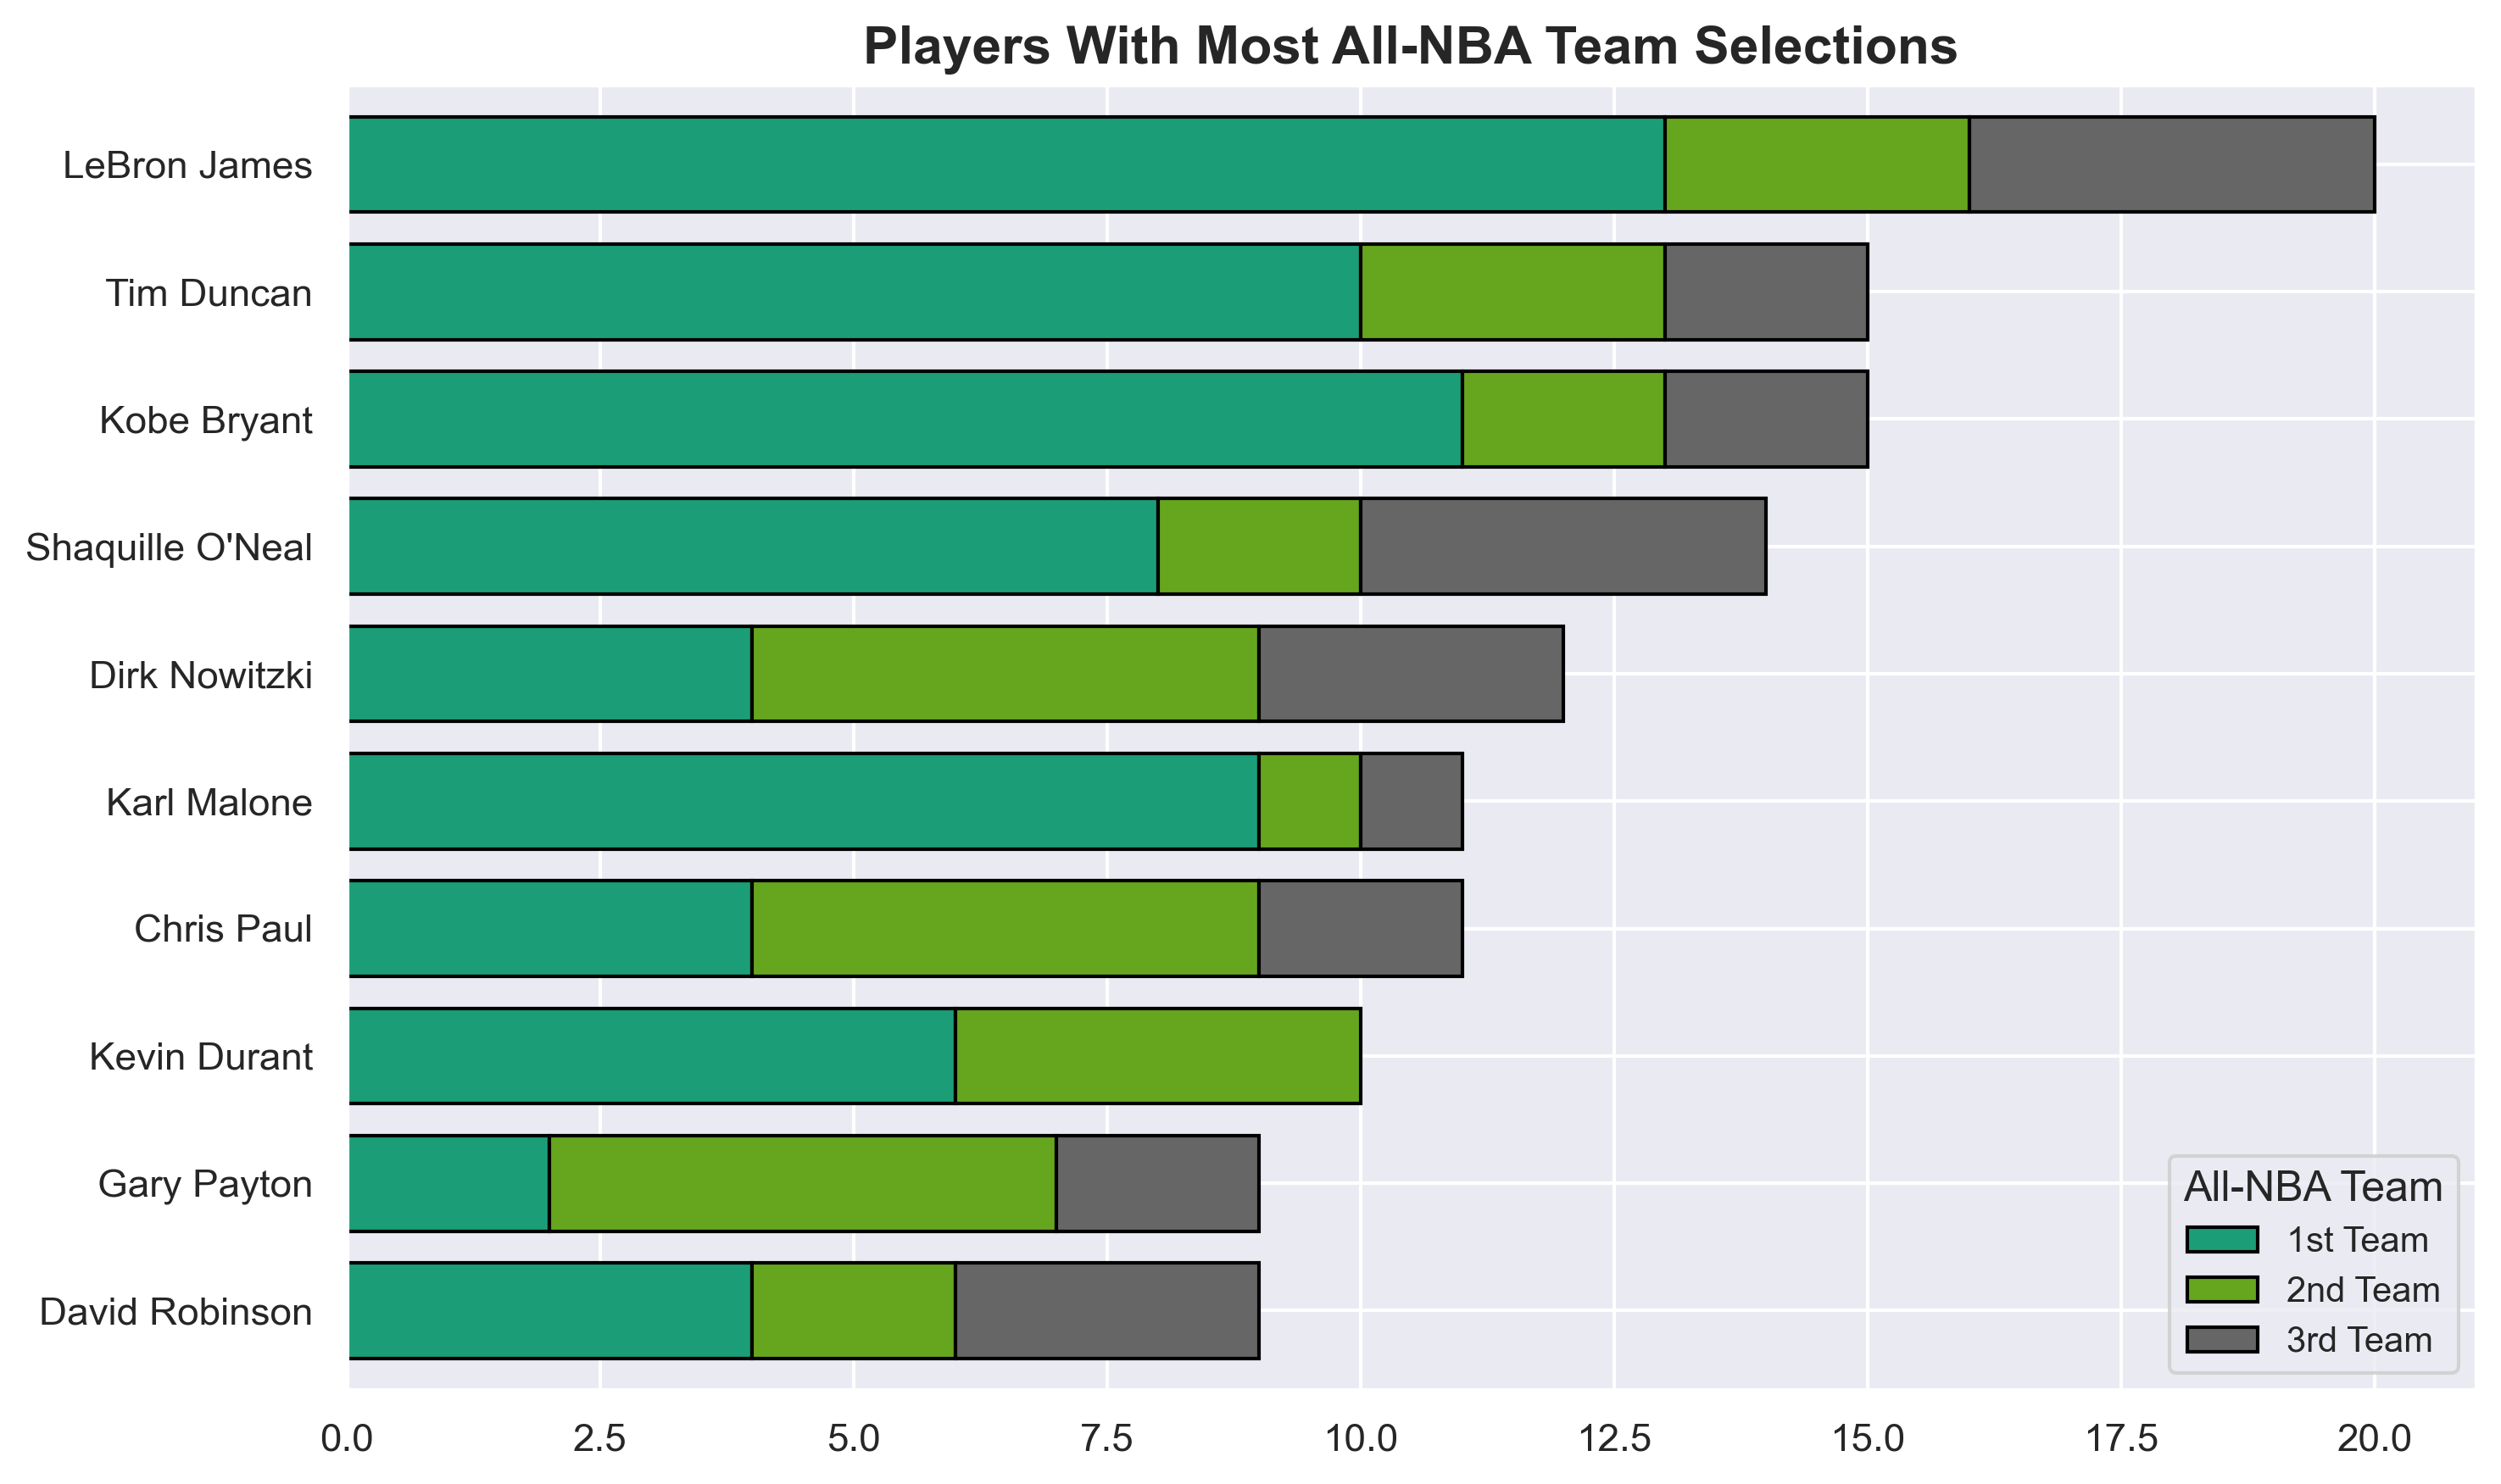 Players With Most All-NBA Team Selections
LeBron James
Tim Duncan
Kobe Bryant
Shaquille O'Neal
Dirk Nowitzki
Karl Malone
Chris Paul
Kevin Durant
Gary Payton
David Robinson
All-NBA Team
1st Team
2nd Team
3rd Team
0.0 2.5 5.0 7.5 10.0 12.5 15.0 17.5 20.0